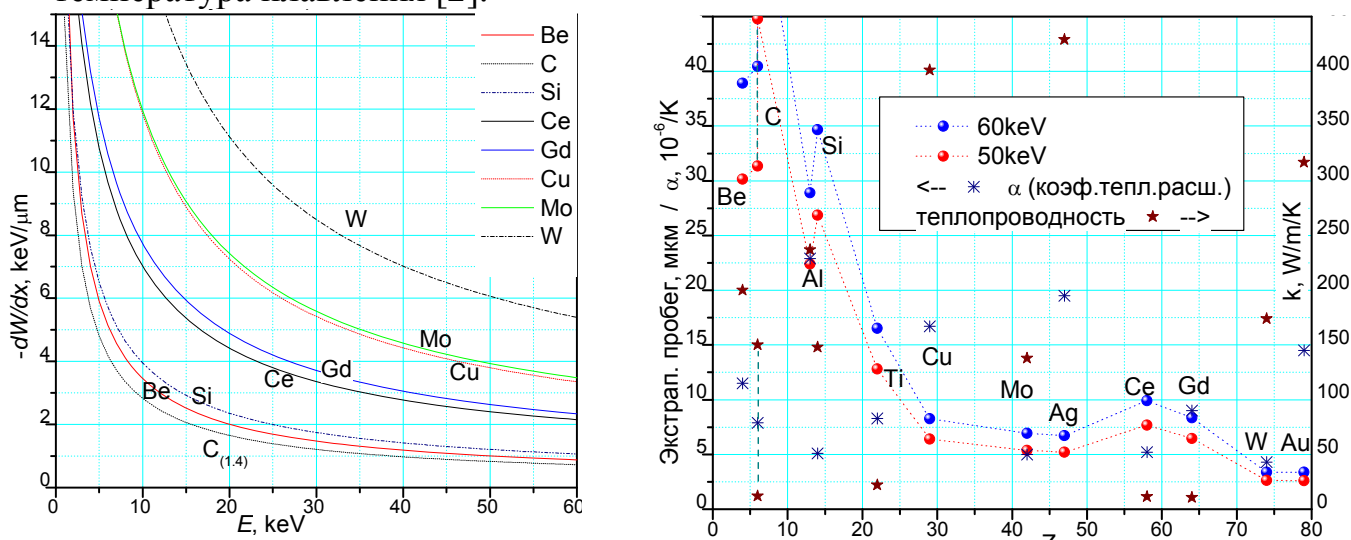 температура плавления [2].
14
12
10
8
6
4
2
0
-dW/dx, keV/μm
0 10 20 30 40 50 60
E, keV
Be
C
Si
Ce
Gd
Cu
Mo
W
W
Mo
Cu
Gd
Ce
Si
Be
C(1.4)
40
35
30
25
20
15
10
5
0
Экстрап. пробег, мкм / α, 10⁻⁶/K
0 10 20 30 40 50 60 70 80
400
350
300
250
200
150
100
50
0
k, W/m/K
60keV
50keV
<-- α (коэф.тепл.расш.)
теплопроводность -->
Be
C
Si
Al
Ti
Cu
Mo
Ag
Ce
Gd
W
Au